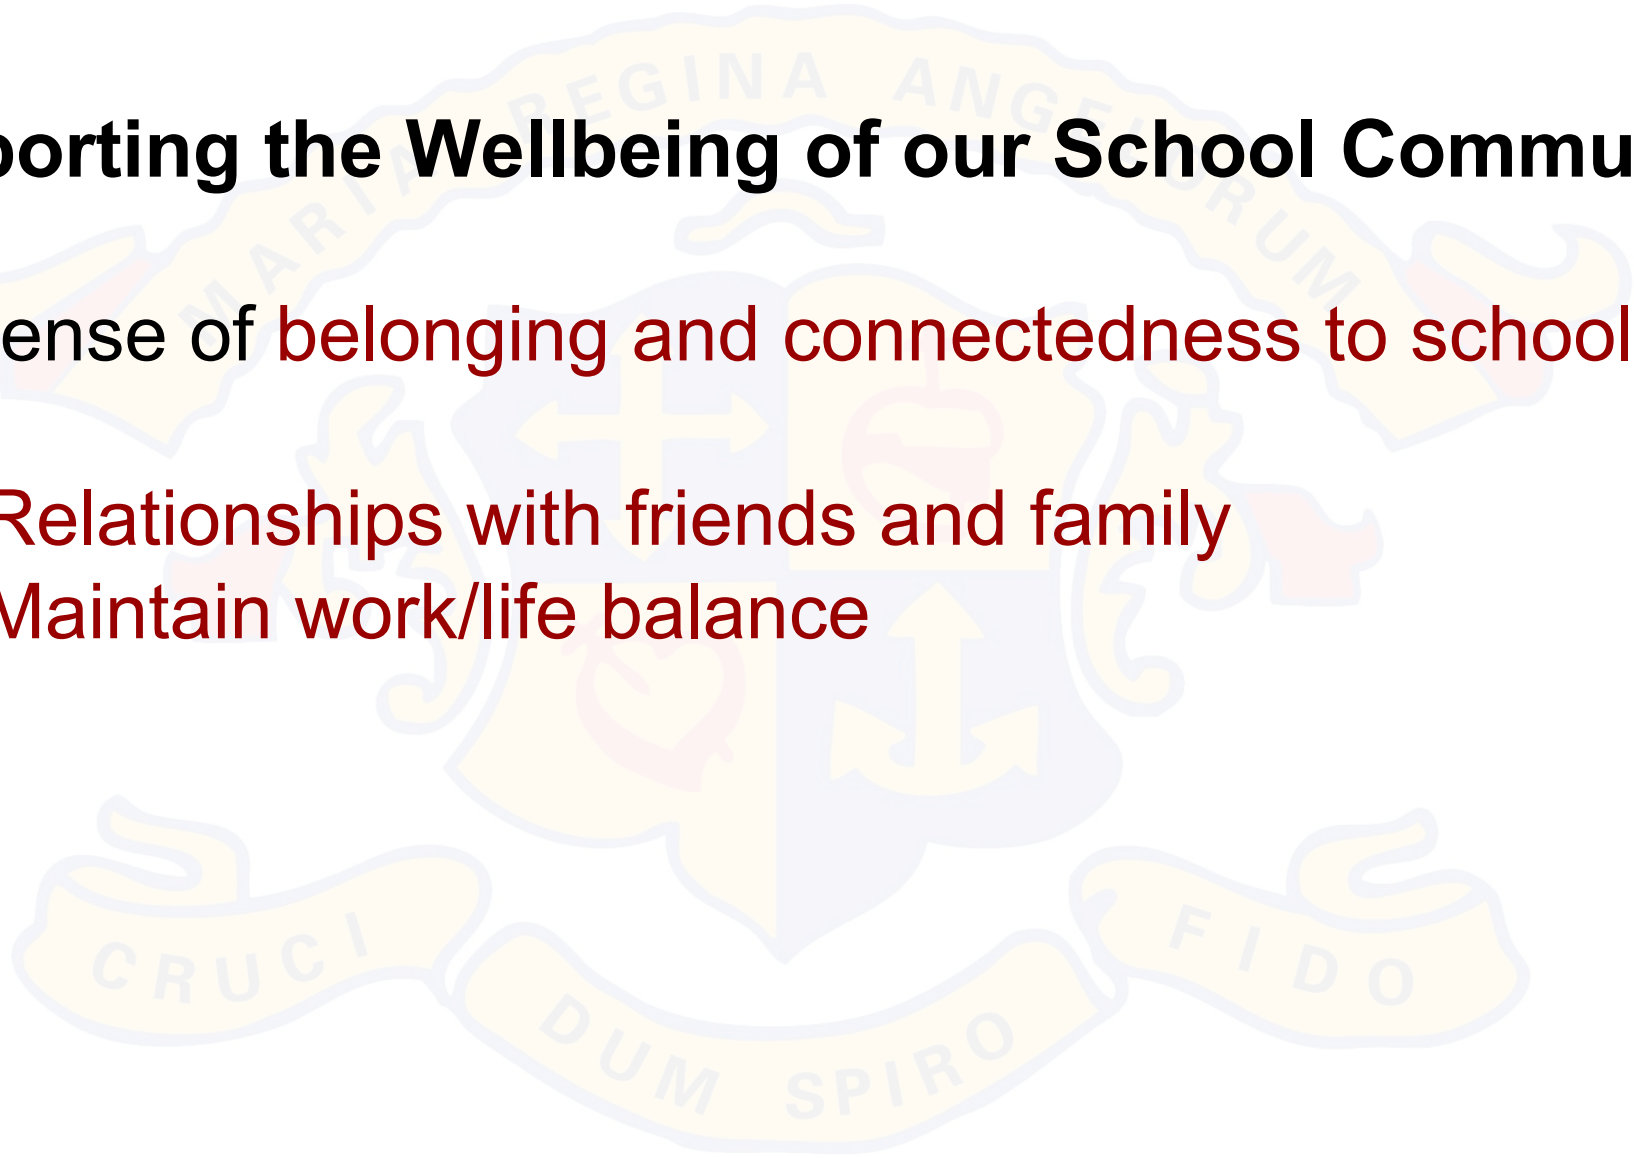 MARIA REGINA ANGELORUM
porting the Wellbeing of our School Commu
ense of belonging and connectedness to school
Relationships with friends and family
Maintain work/life balance
CRUCI DUM SPIRO FIDO